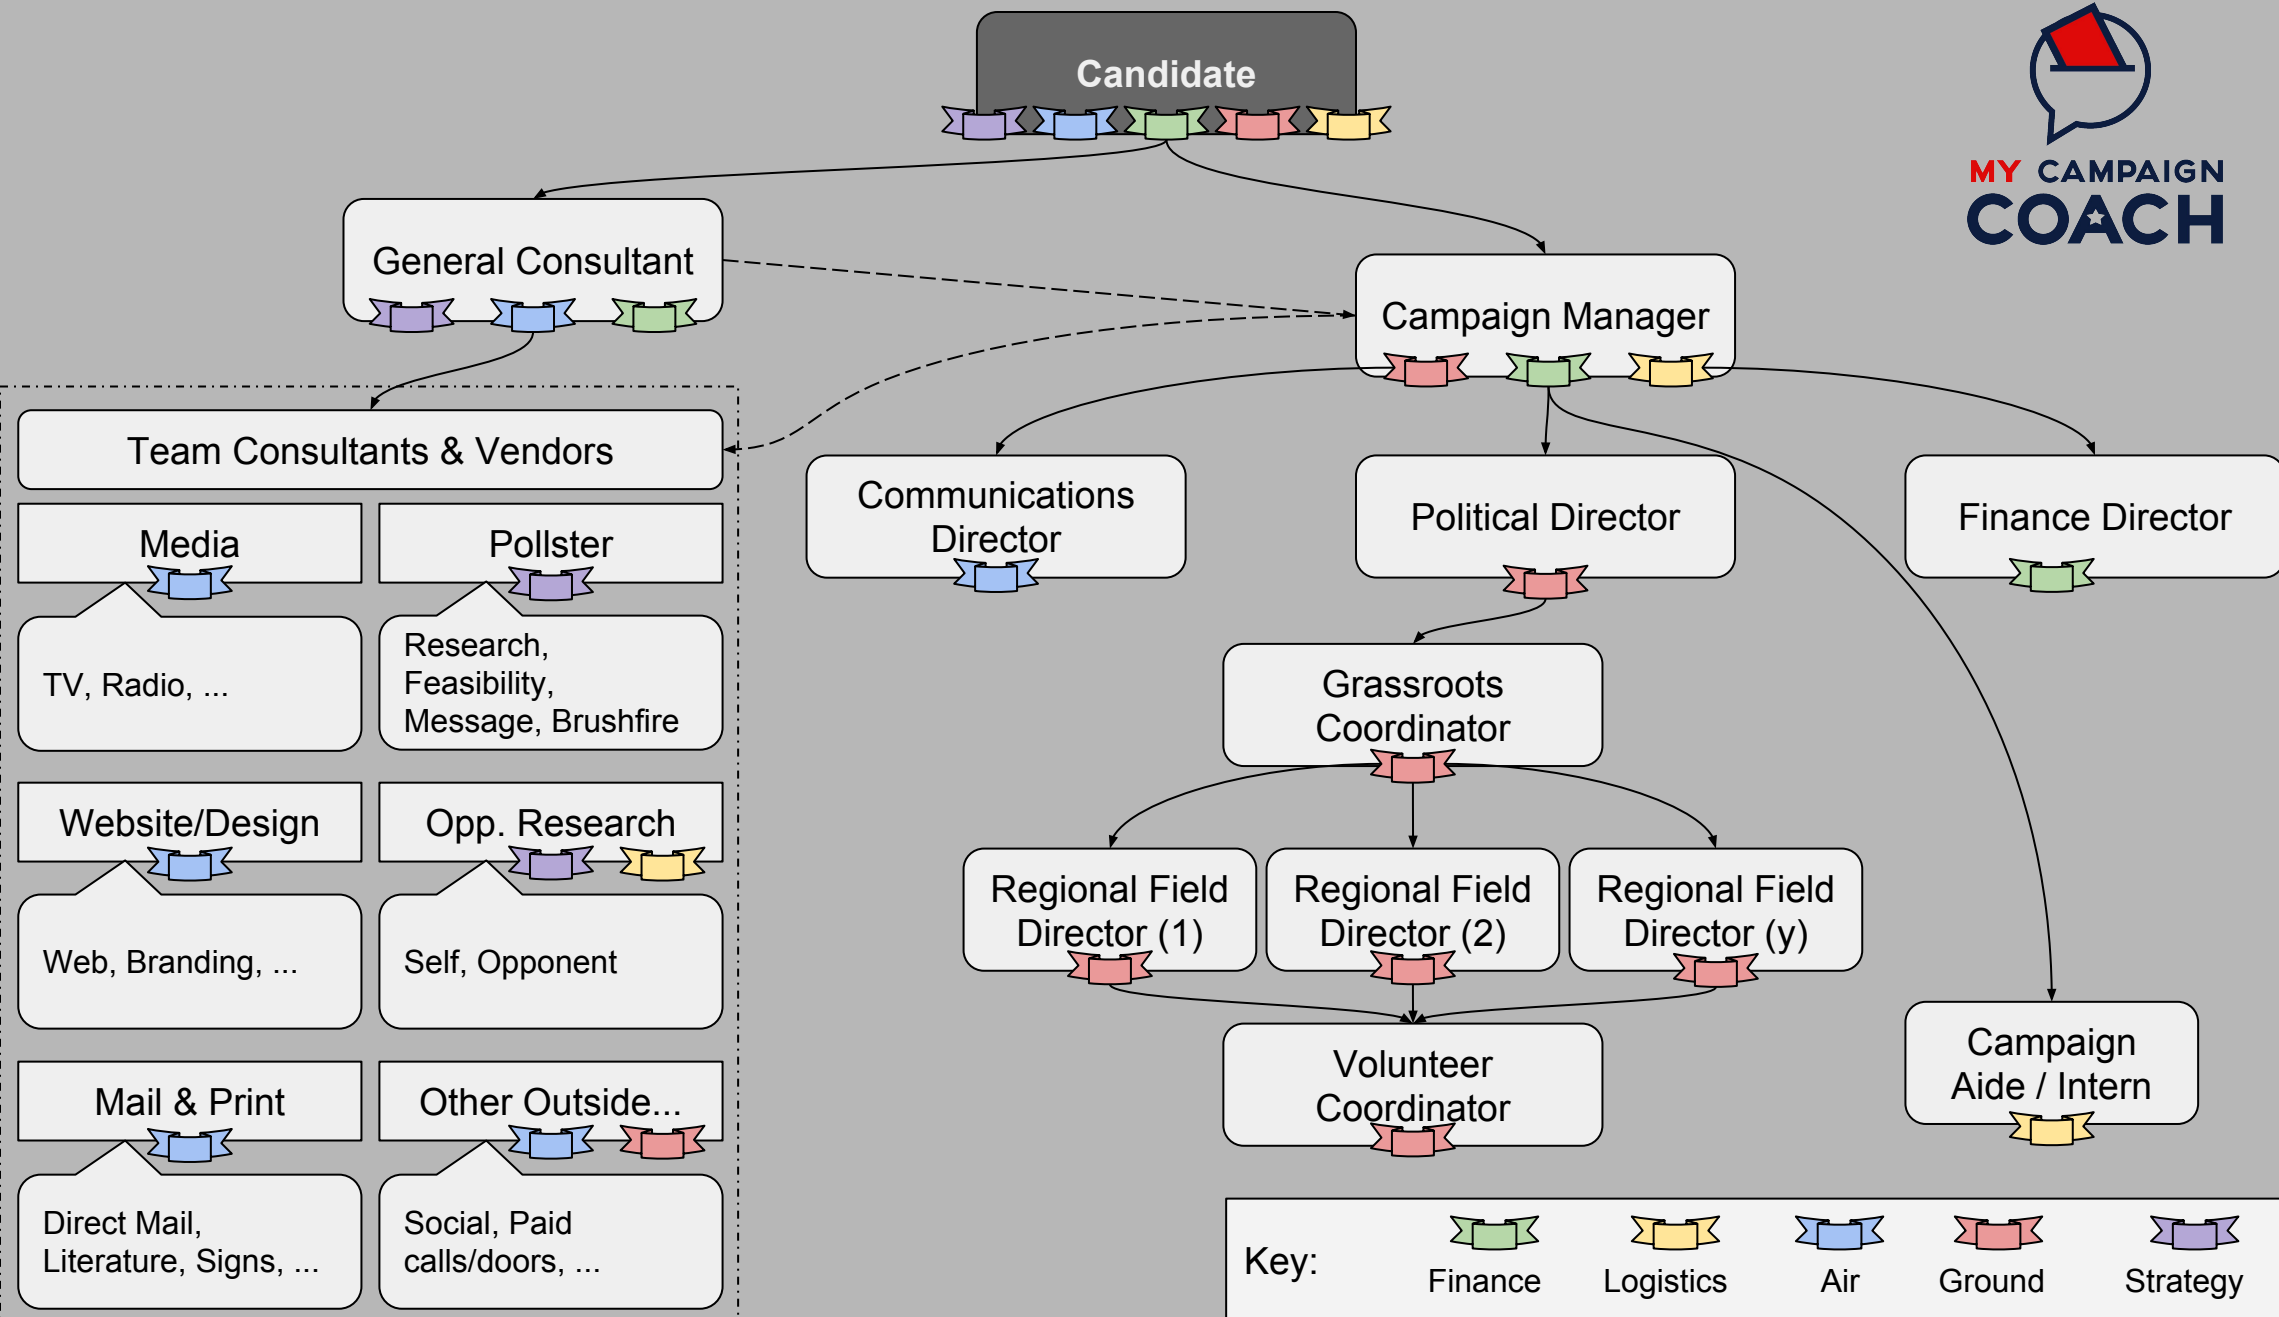 Candidate
MY CAMPAIGN
COACH
General Consultant
Campaign Manager
Team Consultants & Vendors
Media
Pollster
TV, Radio, ...
Research,
Feasibility,
Message, Brushfire
Website/Design
Opp. Research
Web, Branding, ...
Self, Opponent
Mail & Print
Other Outside...
Direct Mail,
Literature, Signs, ...
Social, Paid
calls/doors, ...
Communications
Director
Political Director
Finance Director
Grassroots
Coordinator
Regional Field
Director (1)
Regional Field
Director (2)
Regional Field
Director (y)
Volunteer
Coordinator
Campaign
Aide / Intern
Key:
Finance
Logistics
Air
Ground
Strategy